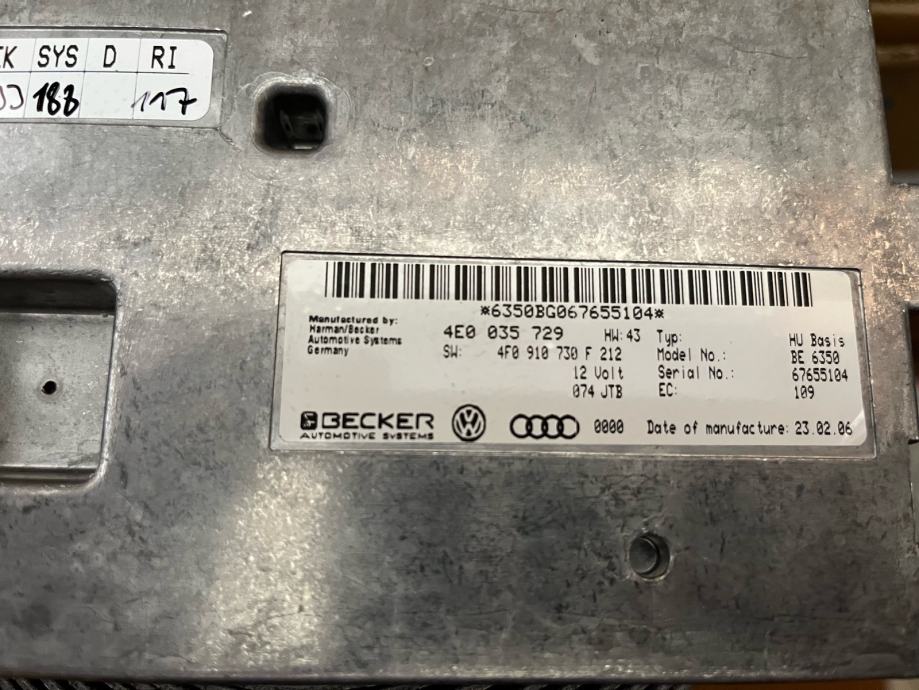 SYS D RI
188 117
*6350BG067655104*
Manufactured by:
Harman/Becker
Automotive Systems
Germany
4E0 035 729 HW: 43
SW: 4F0 910 730 F 212
12 Volt
074 JTB
Typ: HU Basis
Model No.: BE 6350
Serial No.: 67655104
EC: 109
BECKER
AUTOMOTIVE SYSTEMS
0000 Date of manufacture: 23.02.06